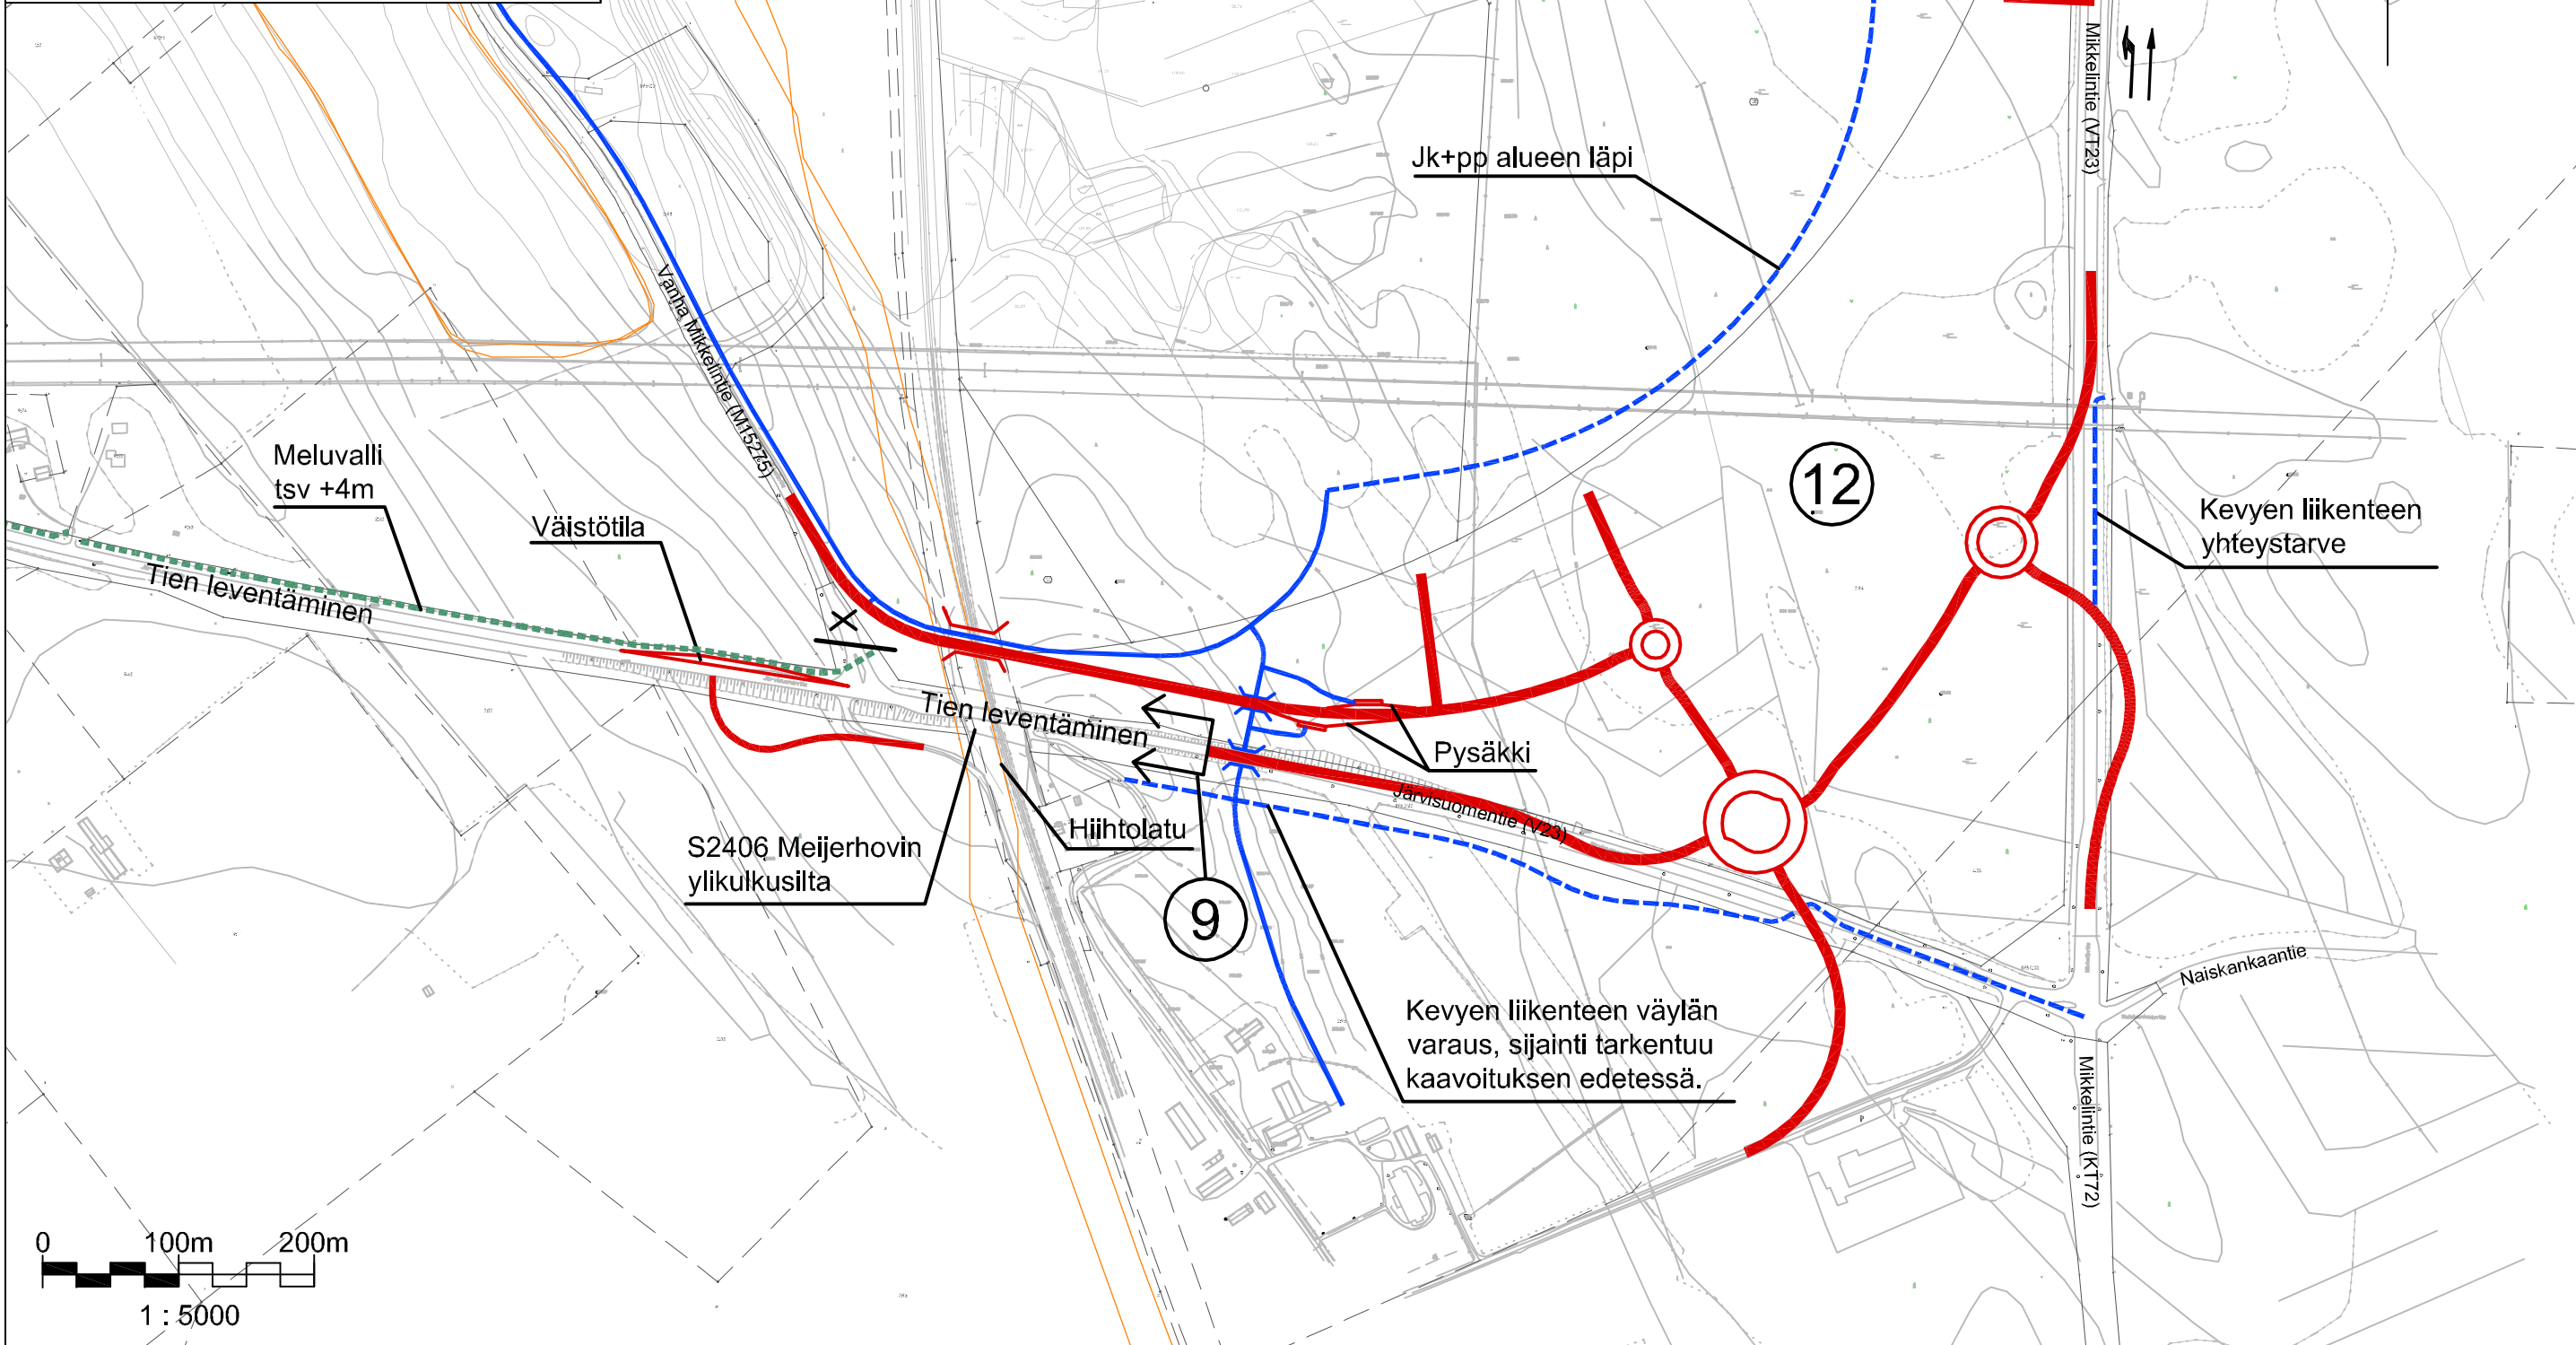 Mikkelintie (VT23)
Jk+pp alueen läpi
Vanha Mikkelintie (M15275)
Meluvalli
tsv +4m
Väistötila
12
Kevyen liikenteen
yhteystarve
Tien leventäminen
Tien leventäminen
Pysäkki
Järvisuomentie (V23)
Hiihtolatu
S2406 Meijerhovin
ylikulkusilta
9
Naiskankaantie
Kevyen liikenteen väylän
varaus, sijainti tarkentuu
kaavoituksen edetessä.
Mikkelintie (KT72)
0 100m 200m
1 : 5000